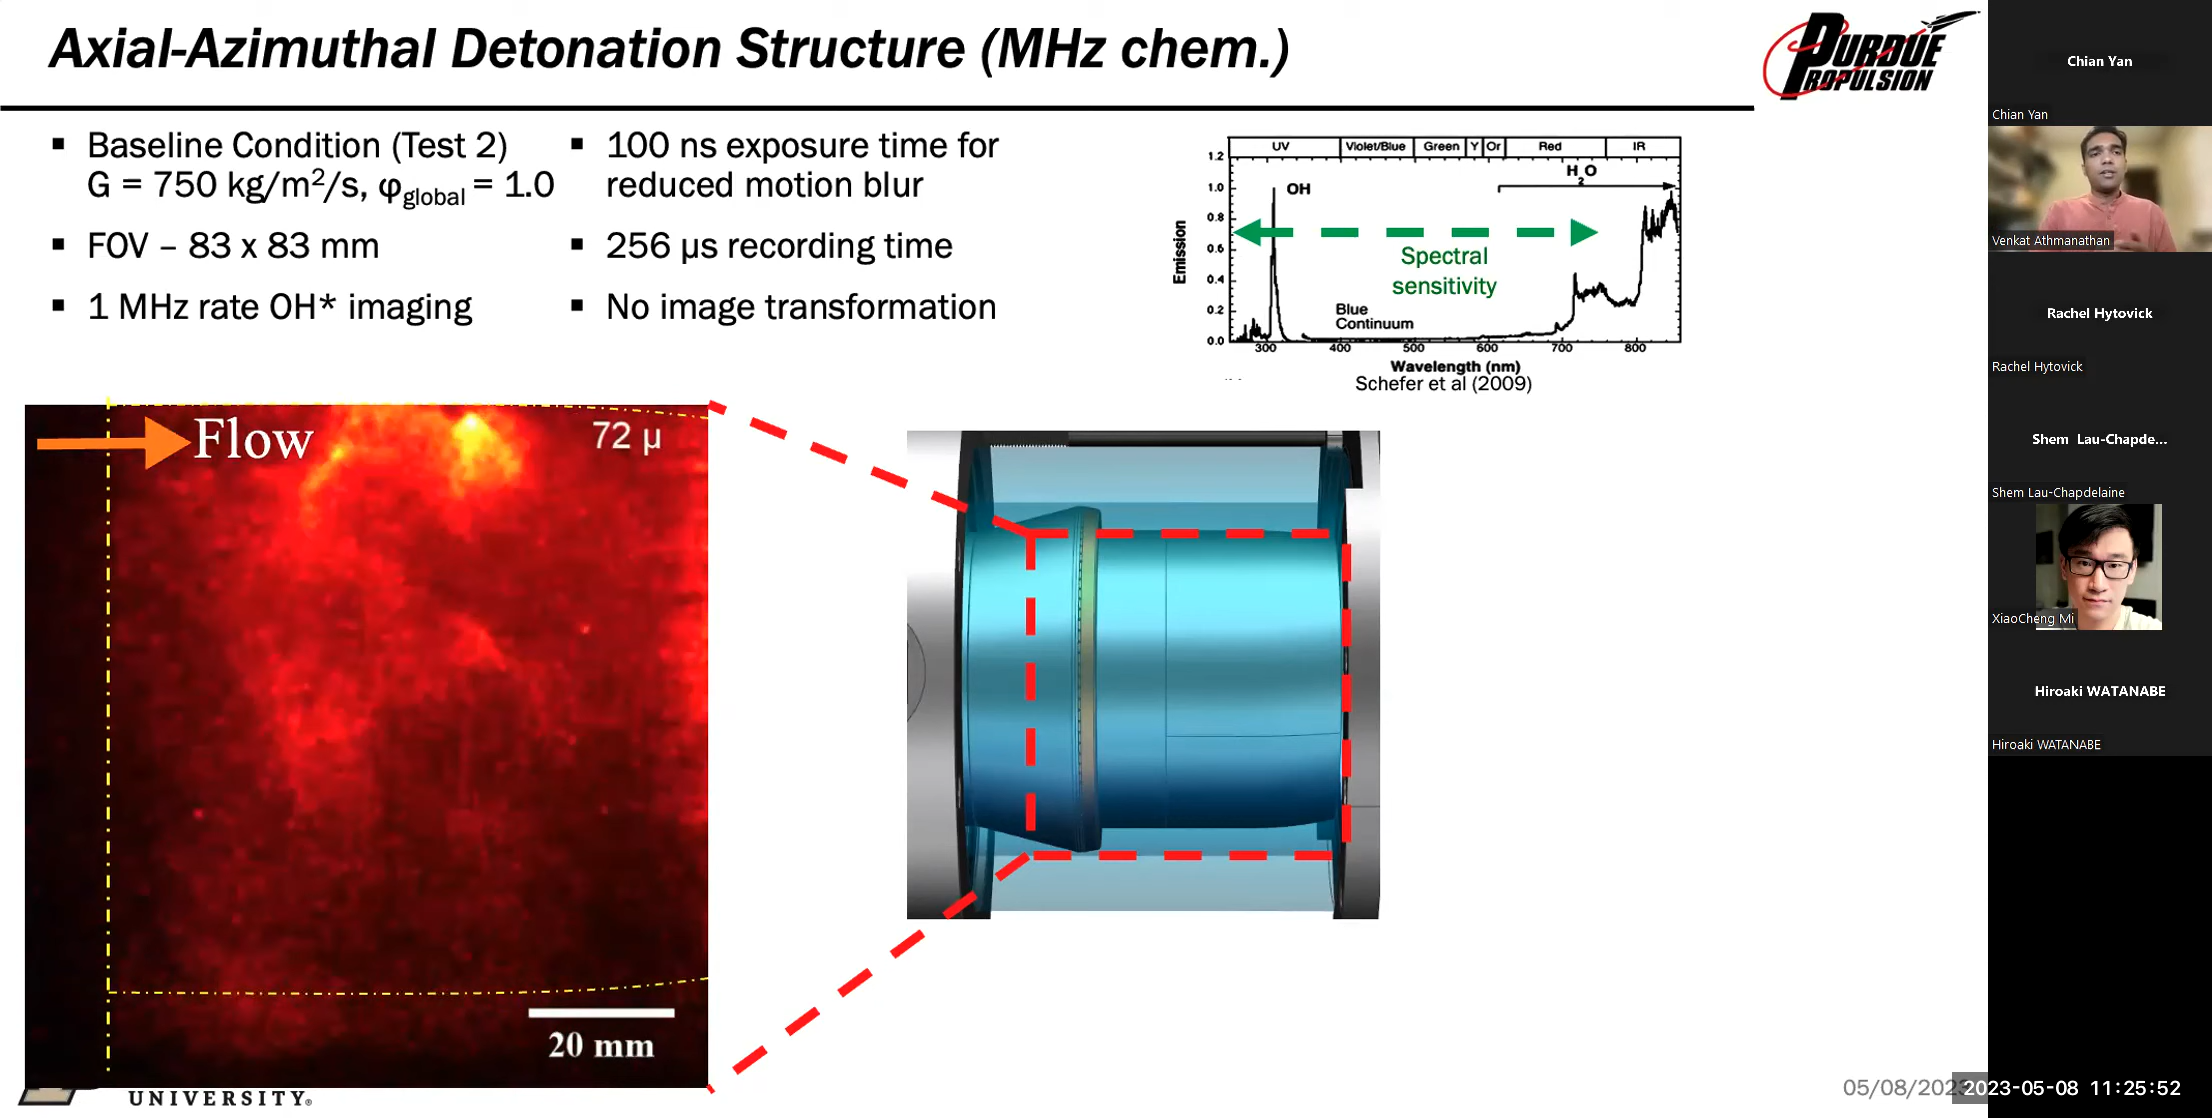 Axial-Azimuthal Detonation Structure (MHz chem.)
PURDUE
PROPULSION
▪ Baseline Condition (Test 2)
G = 750 kg/m²/s, φglobal = 1.0
▪ FOV – 83 x 83 mm
▪ 1 MHz rate OH* imaging
▪ 100 ns exposure time for
reduced motion blur
▪ 256 µs recording time
▪ No image transformation
UV Violet/Blue Green Y Or Red IR
1.2
1.0
0.8
0.6
0.4
0.2
0.0
Emission
OH
H2O
Spectral
sensitivity
Blue
Continuum
300 400 500 600 700 800
Wavelength (nm)
Schefer et al (2009)
Flow
72 µ
20 mm
UNIVERSITY®
05/08/202
2023-05-08 11:25:52
Chian Yan
Chian Yan
Venkat Athmanathan
Rachel Hytovick
Rachel Hytovick
Shem Lau-Chapde...
Shem Lau-Chapdelaine
XiaoCheng Mi
Hiroaki WATANABE
Hiroaki WATANABE